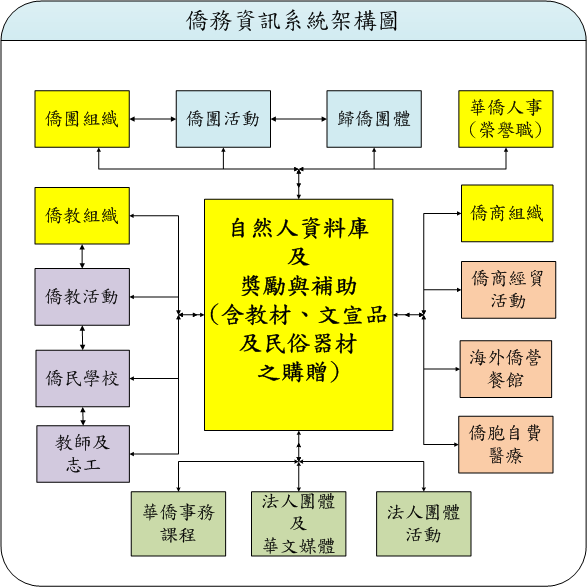 僑務資訊系統架構圖
僑團組織
僑團活動
歸僑團體
華僑人事
（榮譽職）
僑教組織
僑教活動
僑民學校
教師及
志工
自然人資料庫
及
獎勵與補助
（含教材、文宣品
及民俗器材
之購贈）
僑商組織
僑商經貿
活動
海外僑營
餐館
僑胞自費
醫療
華僑事務
課程
法人團體
及
華文媒體
法人團體
活動